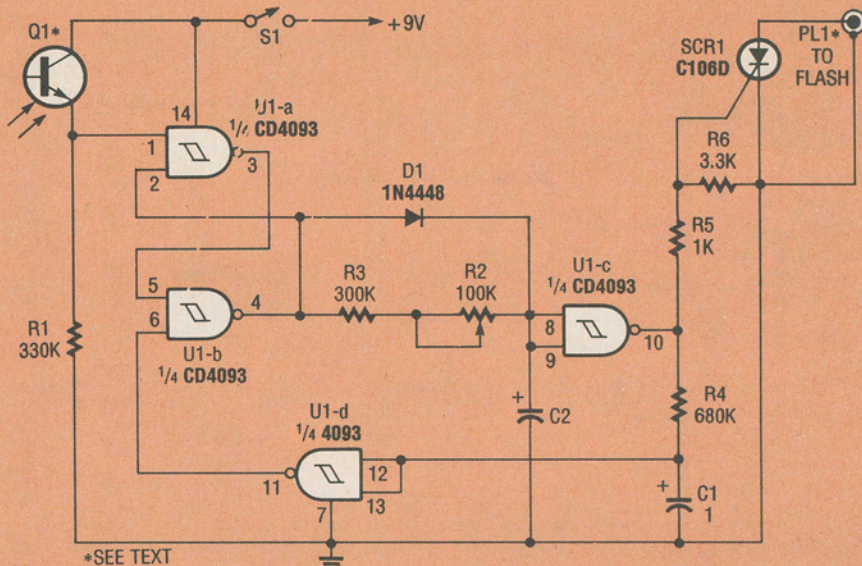 Q1*
S1
+9V
PL1*
TO
FLASH
SCR1
C106D
14
U1-a
1/4 CD4093
1
2
3
R6
3.3K
D1
1N4448
R5
1K
5
6
4
R3
300K
R2
100K
U1-c
1/4 CD4093
8
9
10
R1
330K
U1-b
1/4 CD4093
R4
680K
U1-d
1/4 4093
+
C2
11
12
13
7
+
C1
1
*SEE TEXT